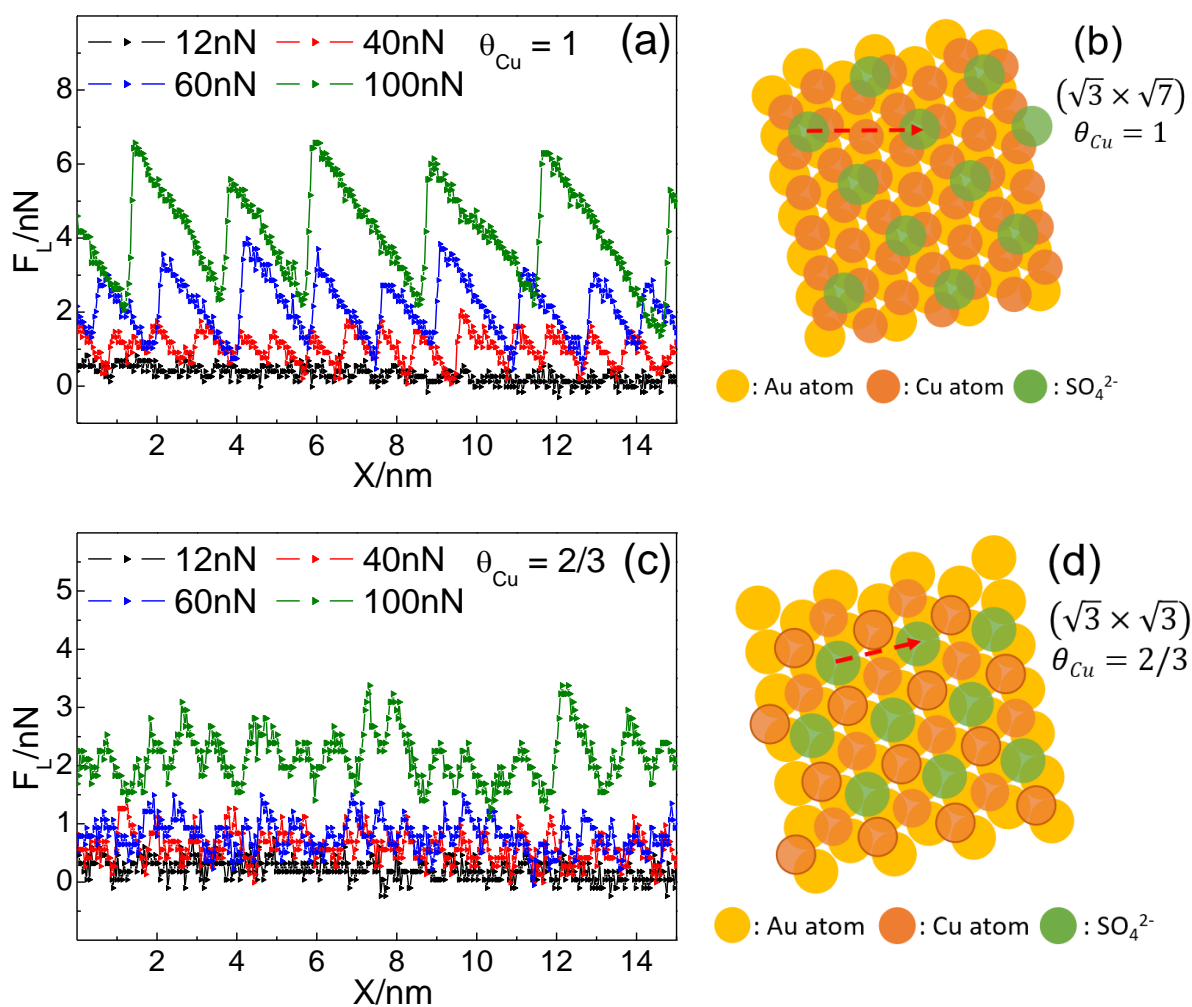 12nN 40nN θCu = 1 (a)
60nN 100nN
FL/nN
8
6
4
2
0
2 4 6 8 10 12 14
X/nm
(b)
(√3 × √7)
θCu = 1
: Au atom : Cu atom : SO₄²⁻
12nN 40nN θCu = 2/3 (c)
60nN 100nN
FL/nN
5
4
3
2
1
0
2 4 6 8 10 12 14
X/nm
(d)
(√3 × √3)
θCu = 2/3
: Au atom : Cu atom : SO₄²⁻